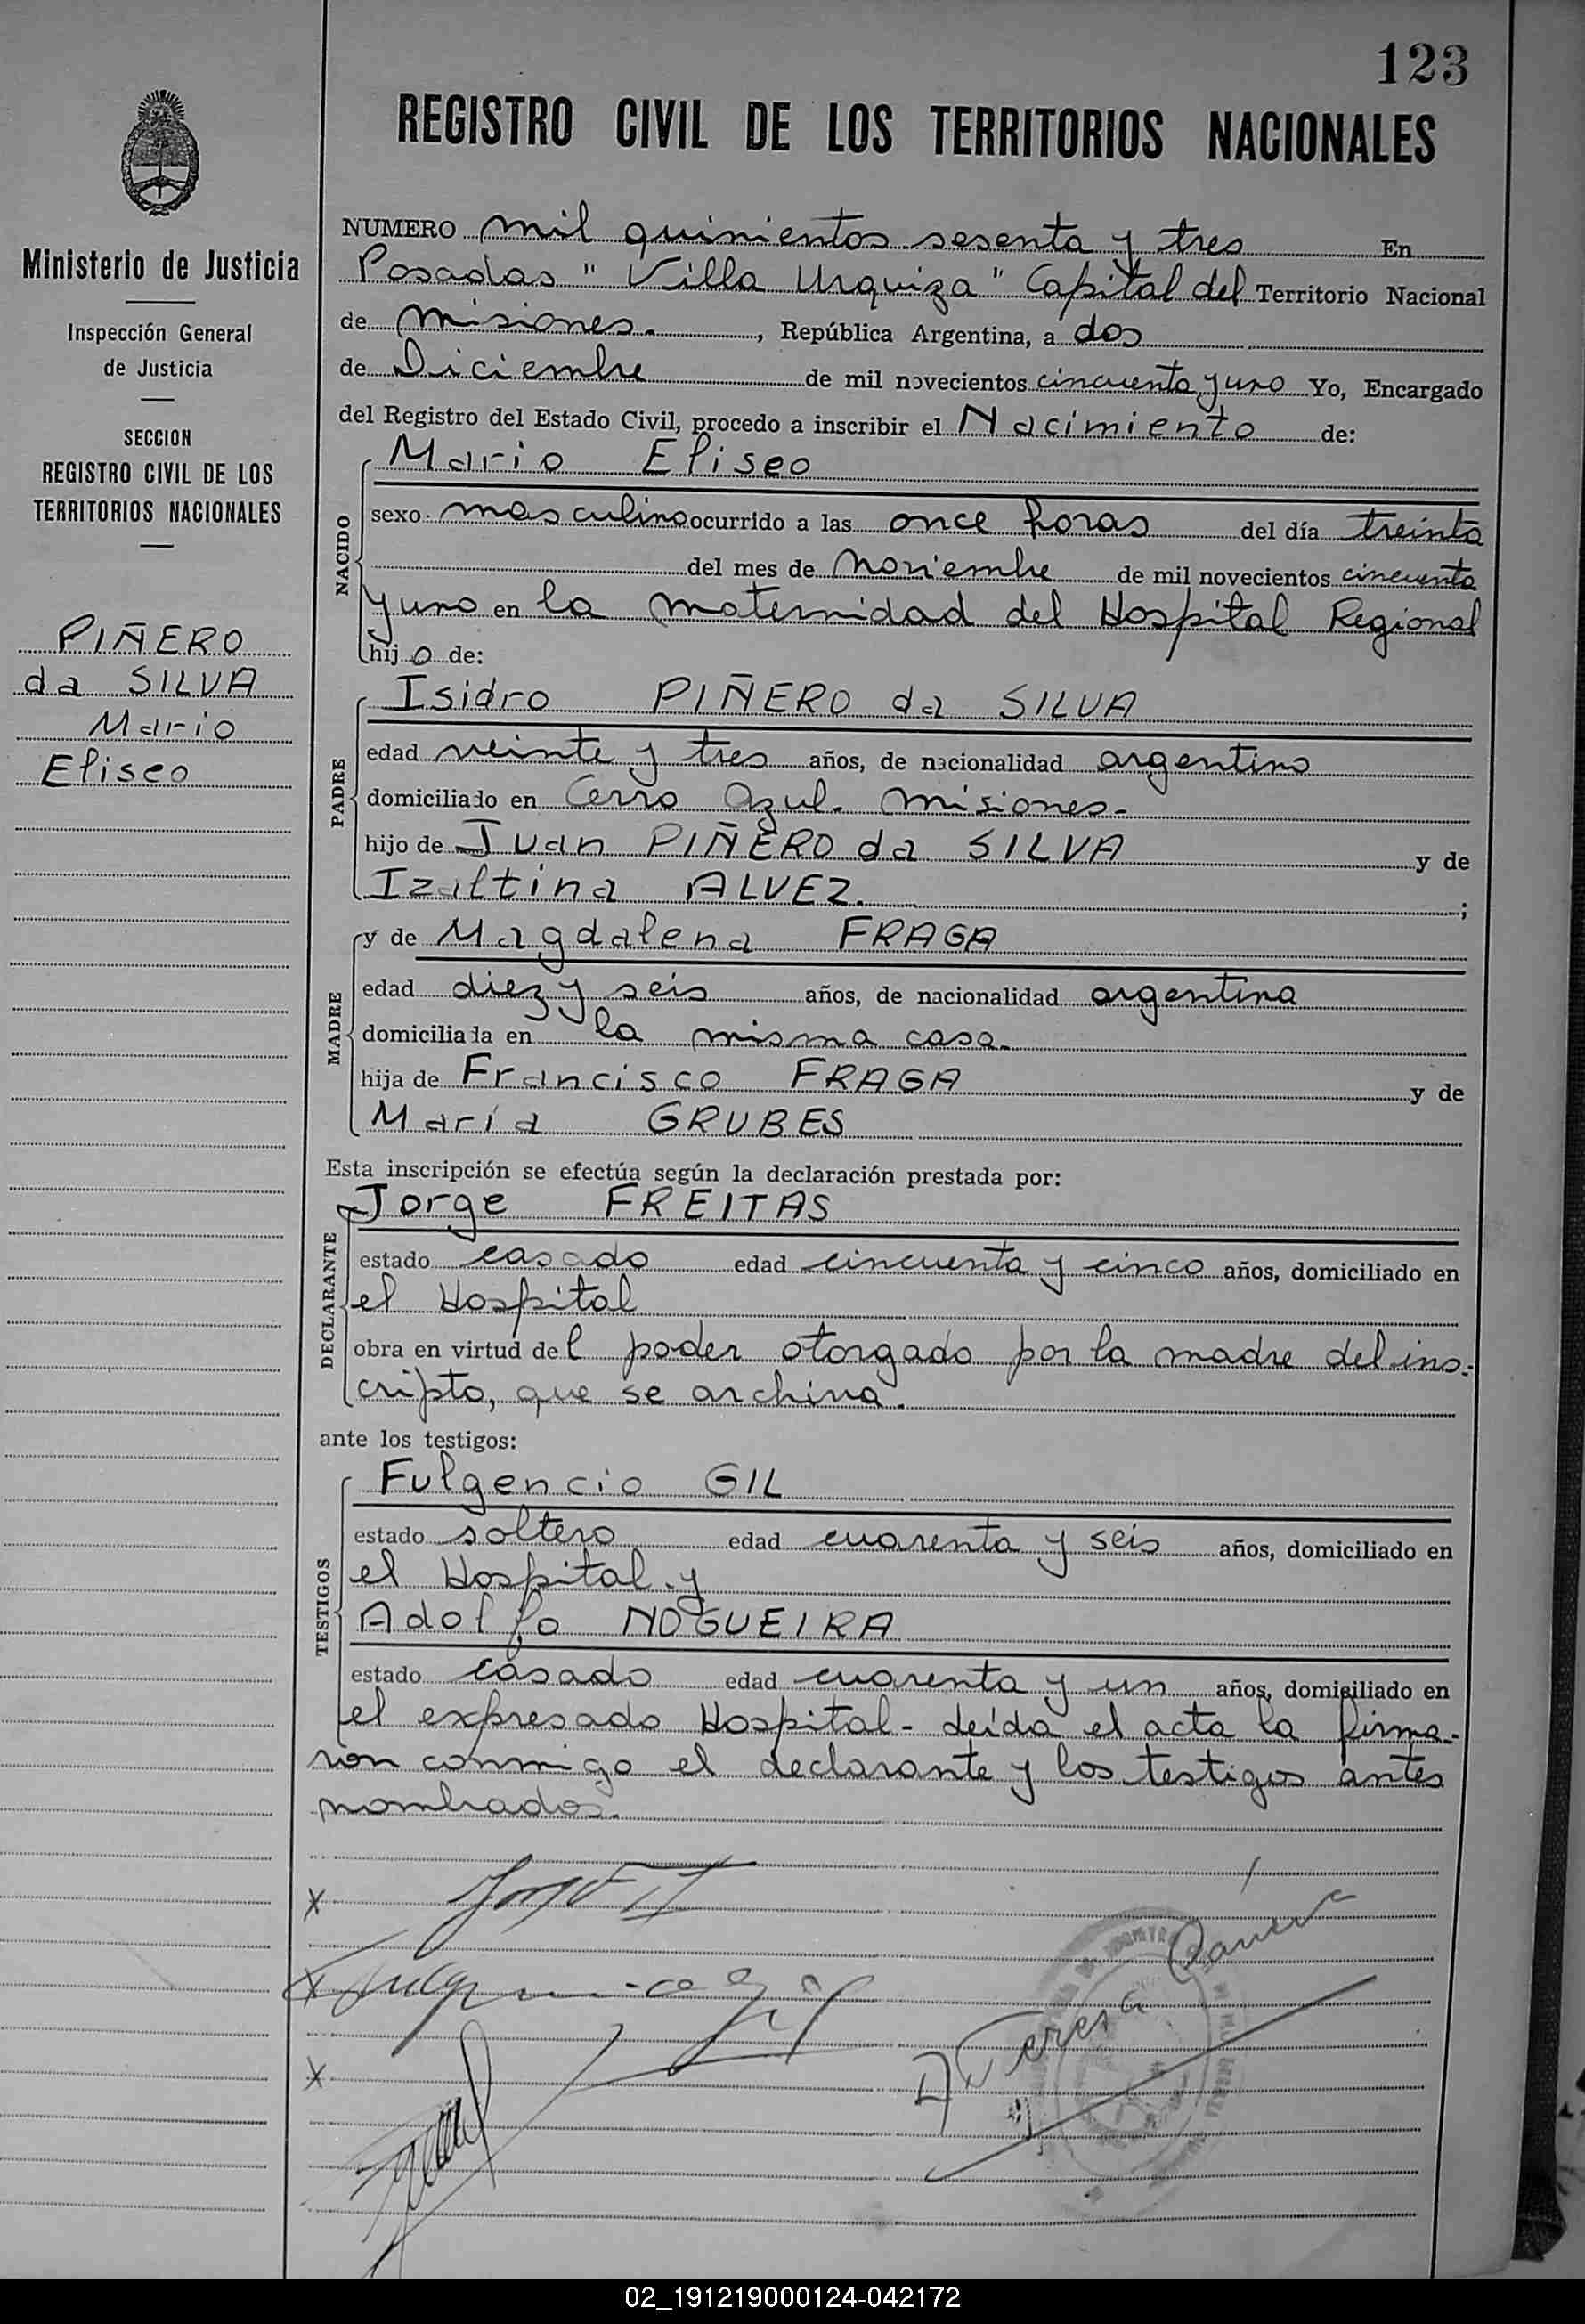 123
REGISTRO CIVIL DE LOS TERRITORIOS NACIONALES
Ministerio de Justicia
Inspección General
de Justicia
SECCION
REGISTRO CIVIL DE LOS
TERRITORIOS NACIONALES
PIÑERO
da SILVA
Mario
Eliseo
NUMERO mil quinientos sesenta y tres En
Posadas "Villa Urquiza" Capital del Territorio Nacional
de misiones. , República Argentina, a dos
de Diciembre de mil novecientos cincuenta y uno Yo, Encargado
del Registro del Estado Civil, procedo a inscribir el Nacimiento de:
Mario Eliseo
NACIDO
sexo masculino ocurrido a las once horas del día treinta
del mes de noviembre de mil novecientos cincuenta
y uno en la maternidad del Hospital Regional
hijo de:
Isidro PIÑERO da SILVA
PADRE
edad veinte y tres años, de nacionalidad argentino
domiciliado en Cerro Azul. misiones.-
hijo de Juan PIÑERO da SILVA y de
Izaltina ALVEZ. ;
y de Magdalena FRAGA
MADRE
edad diez y seis años, de nacionalidad argentina
domiciliada en la misma casa.
hija de Francisco FRAGA y de
María GRUBES
Esta inscripción se efectúa según la declaración prestada por:
Jorge FREITAS
DECLARANTE
estado casado edad cincuenta y cinco años, domiciliado en
el Hospital
obra en virtud del poder otorgado por la madre del ins-
cripto, que se archiva.
ante los testigos:
Fulgencio GIL
TESTIGOS
estado soltero edad cuarenta y seis años, domiciliado en
el Hospital y
Adolfo NOGUEIRA
estado casado edad cuarenta y un años, domiciliado en
el expresado Hospital- Leída el acta la firma-
ron conmigo el declarante y los testigos antes
nombrados.
X
X
X
Teresa
02_191219000124-042172